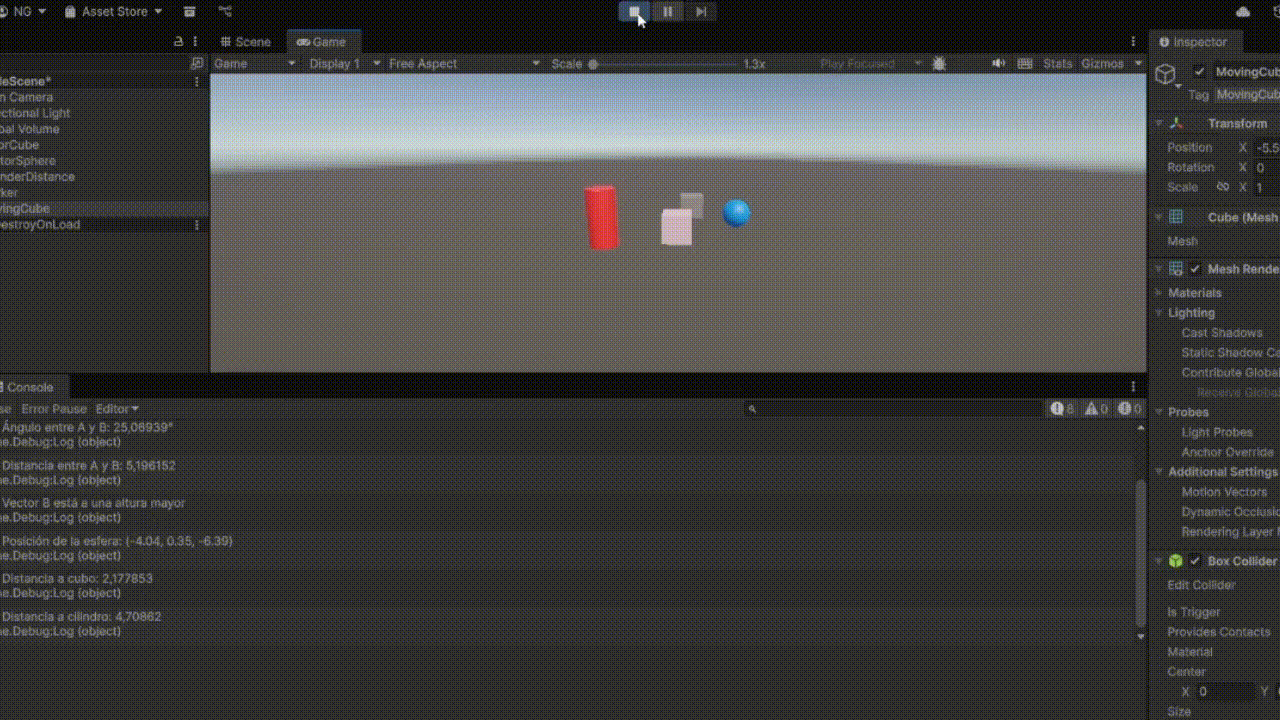 NG Asset Store
Scene Game Inspector
Game Display 1 Free Aspect Scale 1.3x Play Focused Stats Gizmos
leScene*
n Camera
ectional Light
bal Volume
orCube
torSphere
nderDistance
rker
vingCube
estroyOnLoad
MovingCub
Tag MovingCub
Transform
Position X -5.5
Rotation X 0
Scale X 1
Cube (Mesh
Mesh
Mesh Rende
Materials
Lighting
Cast Shadows
Static Shadow Ca
Contribute Global
Receive Global
Probes
Light Probes
Anchor Override
Additional Settings
Motion Vectors
Dynamic Occlusio
Rendering Layer M
Box Collider
Edit Collider
Is Trigger
Provides Contacts
Material
Center
X 0 Y
Size
Console
se Error Pause Editor 8 0 0
Ángulo entre A y B: 25,06939°
ne.Debug:Log (object)
Distancia entre A y B: 5,196152
ne.Debug:Log (object)
Vector B está a una altura mayor
ne.Debug:Log (object)
Posición de la esfera: (-4.04, 0.35, -6.39)
ne.Debug:Log (object)
Distancia a cubo: 2,177853
ne.Debug:Log (object)
Distancia a cilindro: 4,70862
ne.Debug:Log (object)